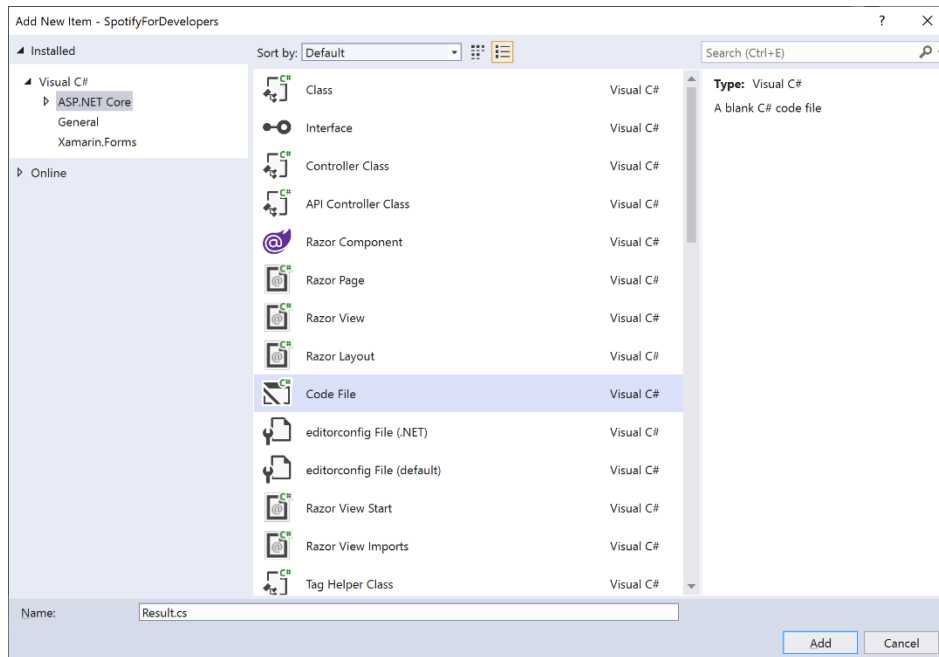 Add New Item - SpotifyForDevelopers
Installed
Visual C#
ASP.NET Core
General
Xamarin.Forms
Online
Sort by: Default
Search (Ctrl+E)
Class Visual C#
Interface Visual C#
Controller Class Visual C#
API Controller Class Visual C#
Razor Component Visual C#
Razor Page Visual C#
Razor View Visual C#
Razor Layout Visual C#
Code File Visual C#
editorconfig File (.NET) Visual C#
editorconfig File (default) Visual C#
Razor View Start Visual C#
Razor View Imports Visual C#
Tag Helper Class Visual C#
Type: Visual C#
A blank C# code file
Name: Result.cs
Add Cancel